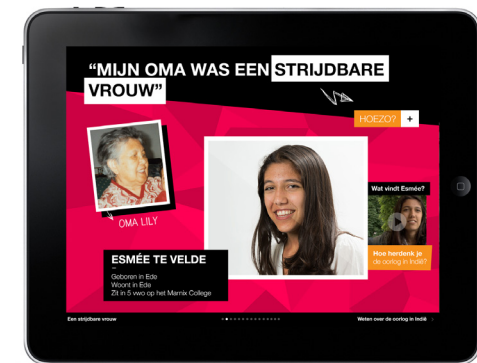 “MIJN OMA WAS EEN STRIJDBARE
VROUW”
HOEZO? +
OMA LILY
Wat vindt Esmée?
Hoe herdenk je
de oorlog in Indië?
ESMÉE TE VELDE
–
Geboren in Ede
Woont in Ede
Zit in 5 vwo op het Marnix College
Een strijdbare vrouw
Weten over de oorlog in Indië